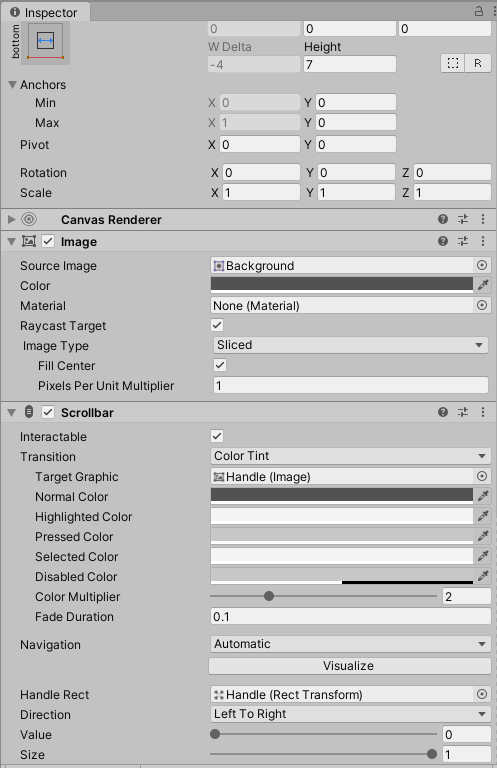 Inspector
bottom
0 0 0
W Delta Height
-4 7 R
Anchors
Min X 0 Y 0
Max X 1 Y 0
Pivot X 0 Y 0
Rotation X 0 Y 0 Z 0
Scale X 1 Y 1 Z 1
Canvas Renderer
Image
Source Image Background
Color
Material None (Material)
Raycast Target
Image Type Sliced
Fill Center
Pixels Per Unit Multiplier 1
Scrollbar
Interactable
Transition Color Tint
Target Graphic Handle (Image)
Normal Color
Highlighted Color
Pressed Color
Selected Color
Disabled Color
Color Multiplier 2
Fade Duration 0.1
Navigation Automatic
Visualize
Handle Rect Handle (Rect Transform)
Direction Left To Right
Value 0
Size 1